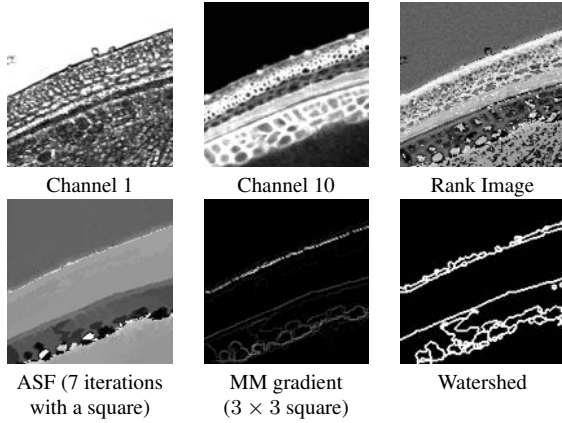 Channel 1
Channel 10
Rank Image
ASF (7 iterations
with a square)
MM gradient
(3 × 3 square)
Watershed